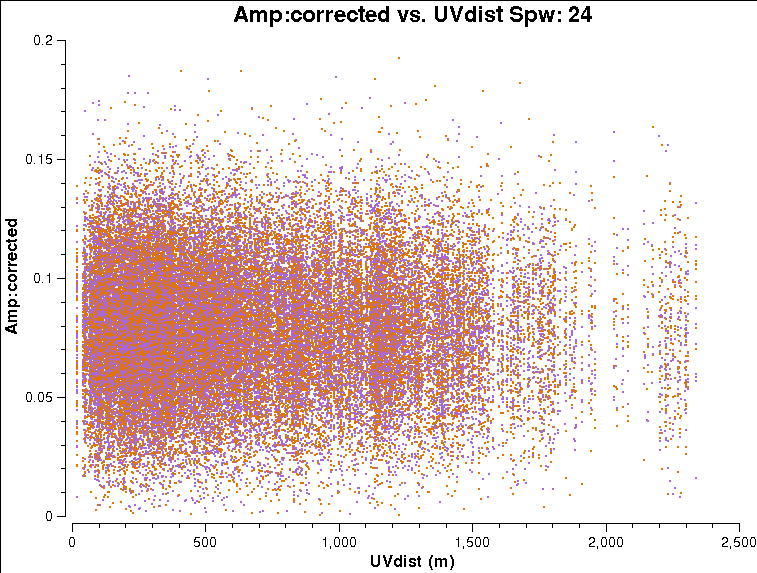 Amp:corrected vs. UVdist Spw: 24
0.2
0.15
0.1
0.05
0
Amp:corrected
0 500 1,000 1,500 2,000 2,500
UVdist (m)